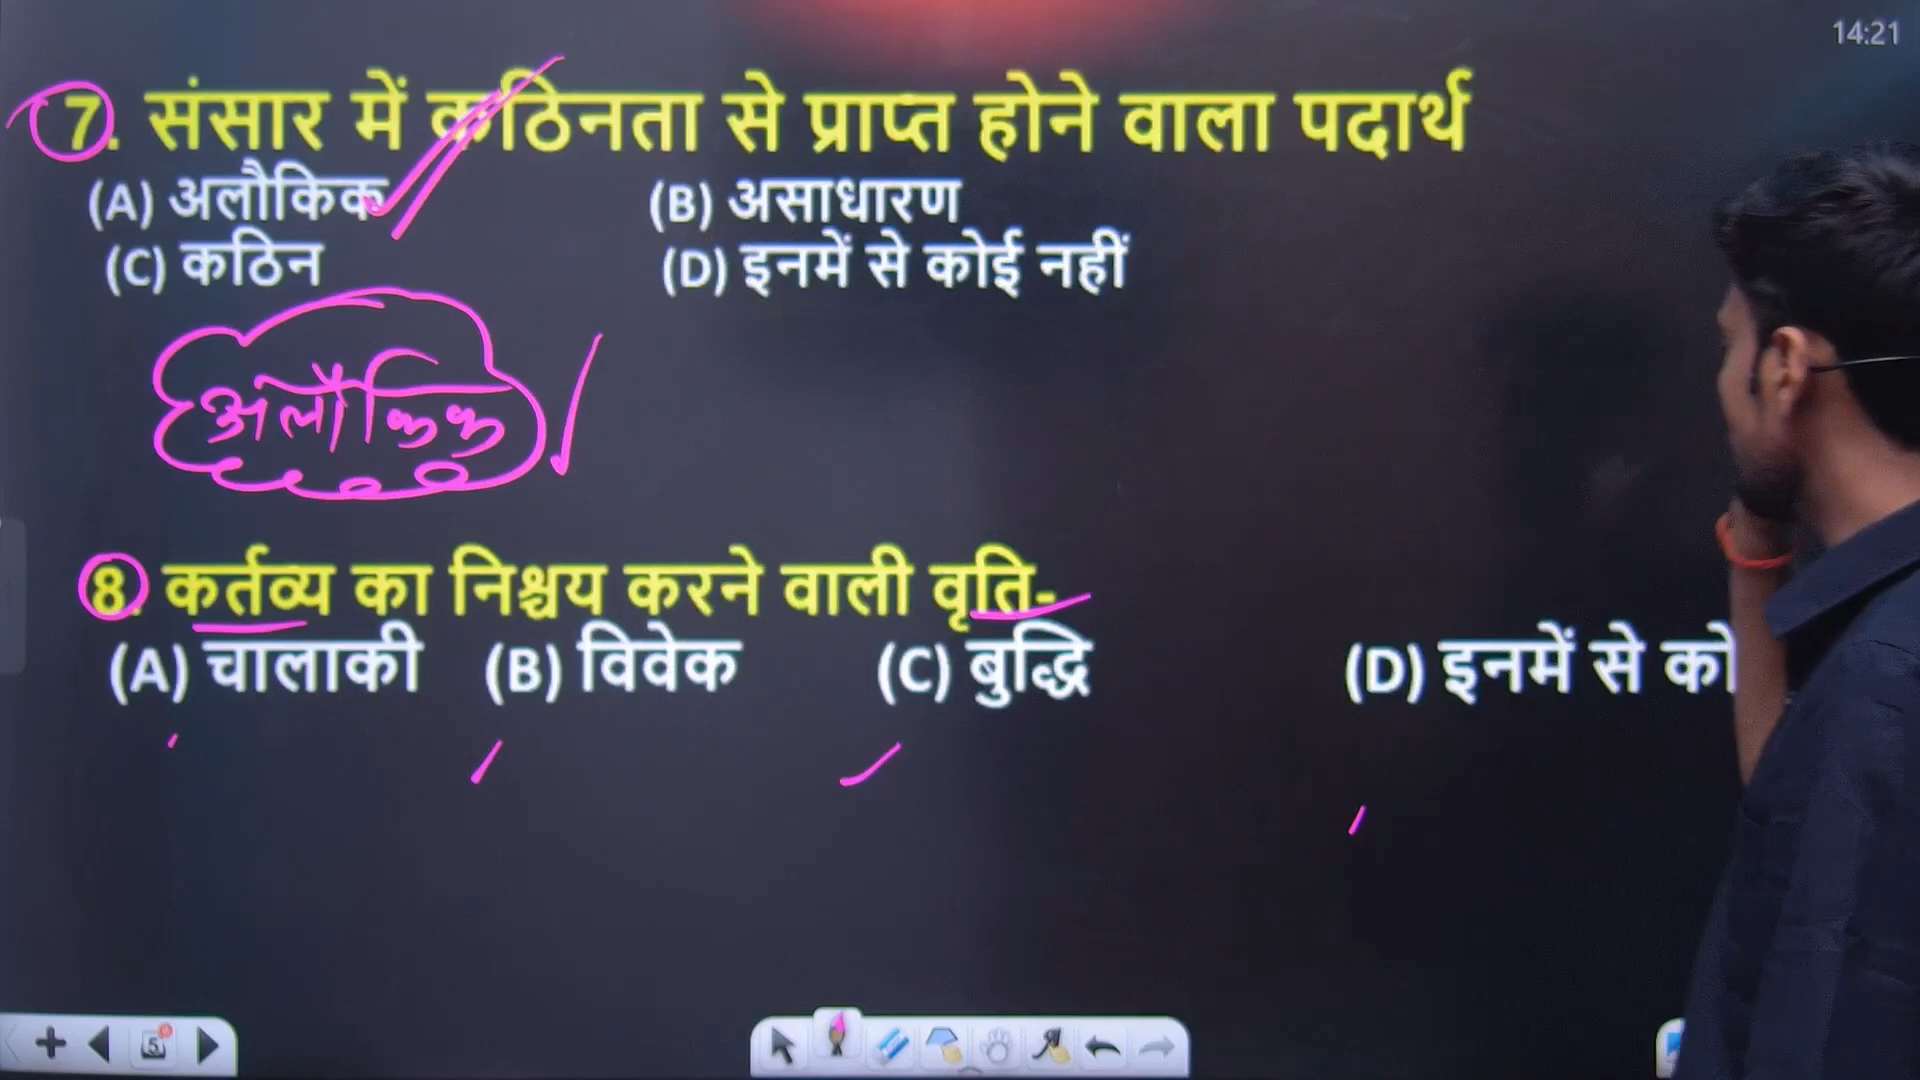 14:21
7. संसार में कठिनता से प्राप्त होने वाला पदार्थ
(A) अलौकिक (B) असाधारण
(C) कठिन (D) इनमें से कोई नहीं
अलौकिक
8. कर्तव्य का निश्चय करने वाली वृति-
(A) चालाकी (B) विवेक (C) बुद्धि (D) इनमें से को
5